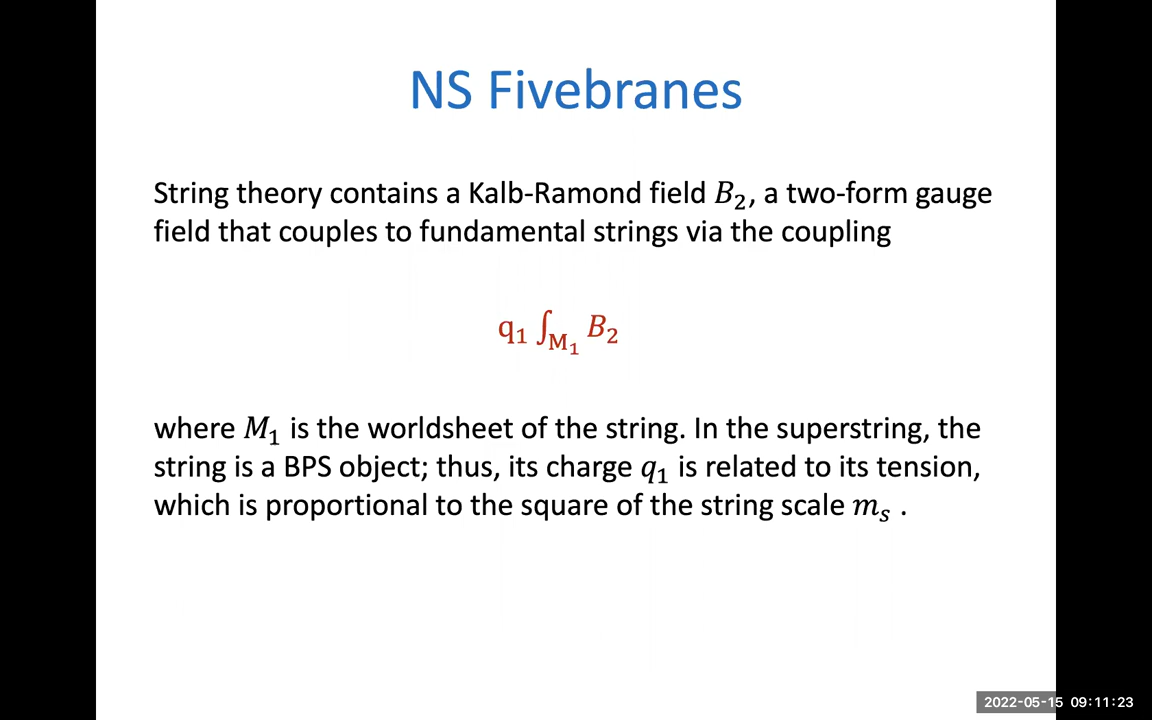 NS Fivebranes
String theory contains a Kalb-Ramond field B₂, a two-form gauge
field that couples to fundamental strings via the coupling
q₁ ∫_M₁ B₂
where M₁ is the worldsheet of the string. In the superstring, the
string is a BPS object; thus, its charge q₁ is related to its tension,
which is proportional to the square of the string scale mₛ .
2022-05-15 09:11:23